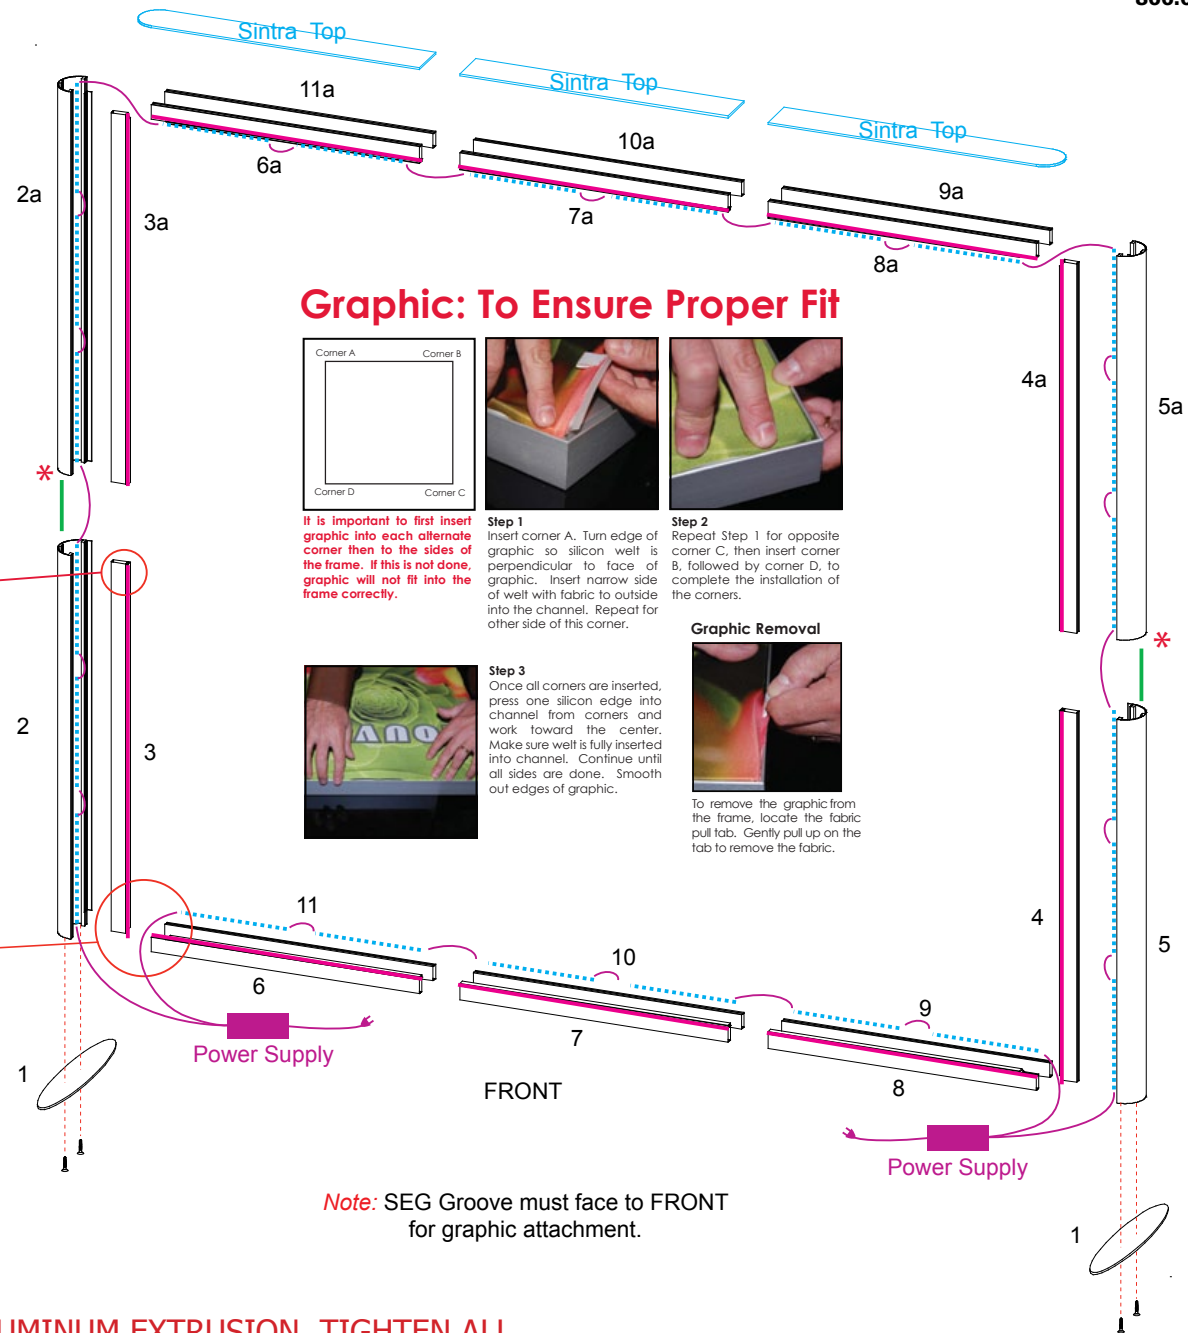 Sintra Top
Sintra Top
Sintra Top
11a
10a
9a
6a
7a
8a
2a
3a
4a
5a
Graphic: To Ensure Proper Fit
Corner A
Corner B
Corner D
Corner C
It is important to first insert
graphic into each alternate
corner then to the sides of
the frame. If this is not done,
graphic will not fit into the
frame correctly.
Step 1
Insert corner A. Turn edge of
graphic so silicon welt is
perpendicular to face of
graphic. Insert narrow side
of welt with fabric to outside
into the channel. Repeat for
other side of this corner.
Step 2
Repeat Step 1 for opposite
corner C, then insert corner
B, followed by corner D, to
complete the installation of
the corners.
Step 3
Once all corners are inserted,
press one silicon edge into
channel from corners and
work toward the center.
Make sure welt is fully inserted
into channel. Continue until
all sides are done. Smooth
out edges of graphic.
Graphic Removal
To remove the graphic from
the frame, locate the fabric
pull tab. Gently pull up on the
tab to remove the fabric.
*
*
2
3
4
5
11
10
9
6
7
8
Power Supply
Power Supply
1
1
FRONT
Note: SEG Groove must face to FRONT
for graphic attachment.